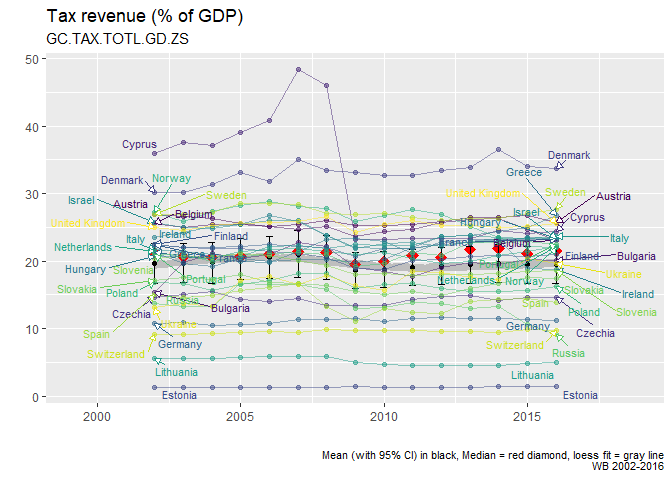 Tax revenue (% of GDP)
GC.TAX.TOTL.GD.ZS
50
40
30
20
10
0
Cyprus
Denmark
Norway
Israel
Austria
Sweden
Belgium
United Kingdom
Italy
Ireland
Finland
Netherlands
Hungary
Slovenia
Portugal
Slovakia
Poland
Russia
Czechia
Bulgaria
Spain
Germany
Switzerland
Lithuania
Estonia
Denmark
Greece
United Kingdom
Sweden
Austria
Israel
Cyprus
Hungary
France
Belgium
Italy
Finland
Bulgaria
Ukraine
Netherlands
Norway
Slovakia
Ireland
Spain
Poland
Slovenia
Germany
Czechia
Switzerland
Russia
Lithuania
Estonia
2000
2005
2010
2015
Mean (with 95% CI) in black, Median = red diamond, loess fit = gray line
WB 2002-2016